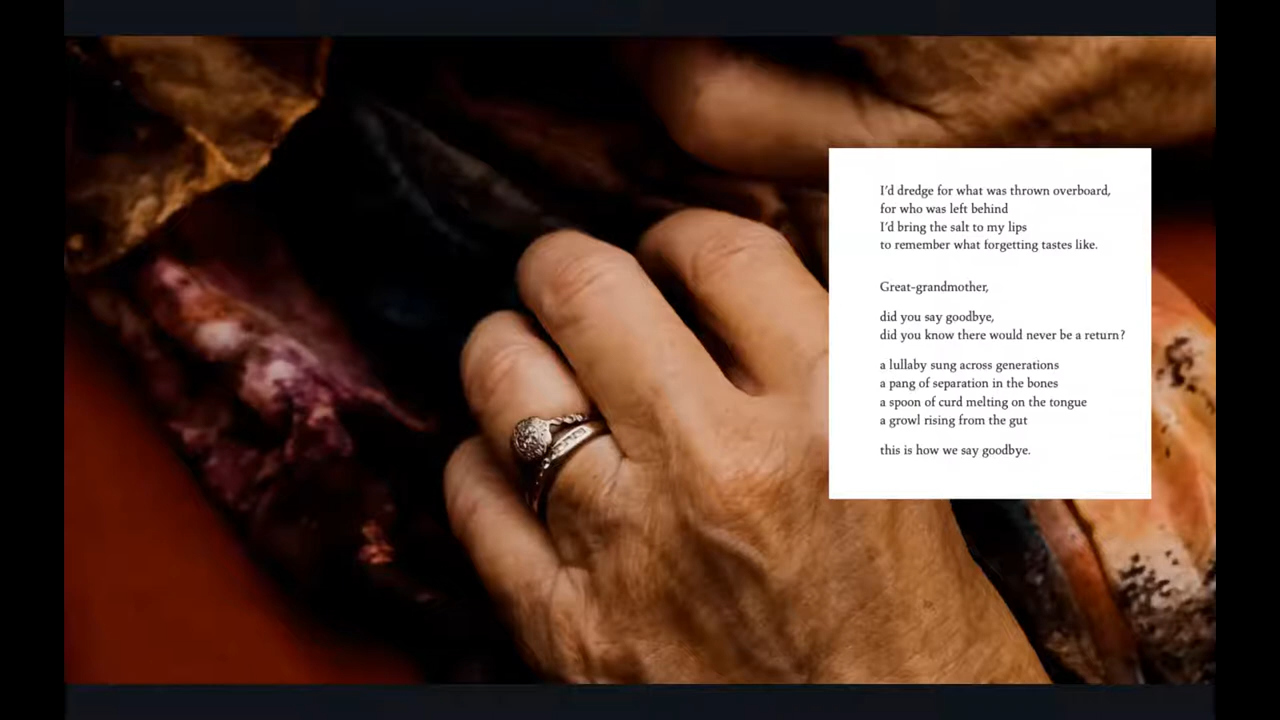 I’d dredge for what was thrown overboard,
for who was left behind
I’d bring the salt to my lips
to remember what forgetting tastes like.
Great-grandmother,
did you say goodbye,
did you know there would never be a return?
a lullaby sung across generations
a pang of separation in the bones
a spoon of curd melting on the tongue
a growl rising from the gut
this is how we say goodbye.